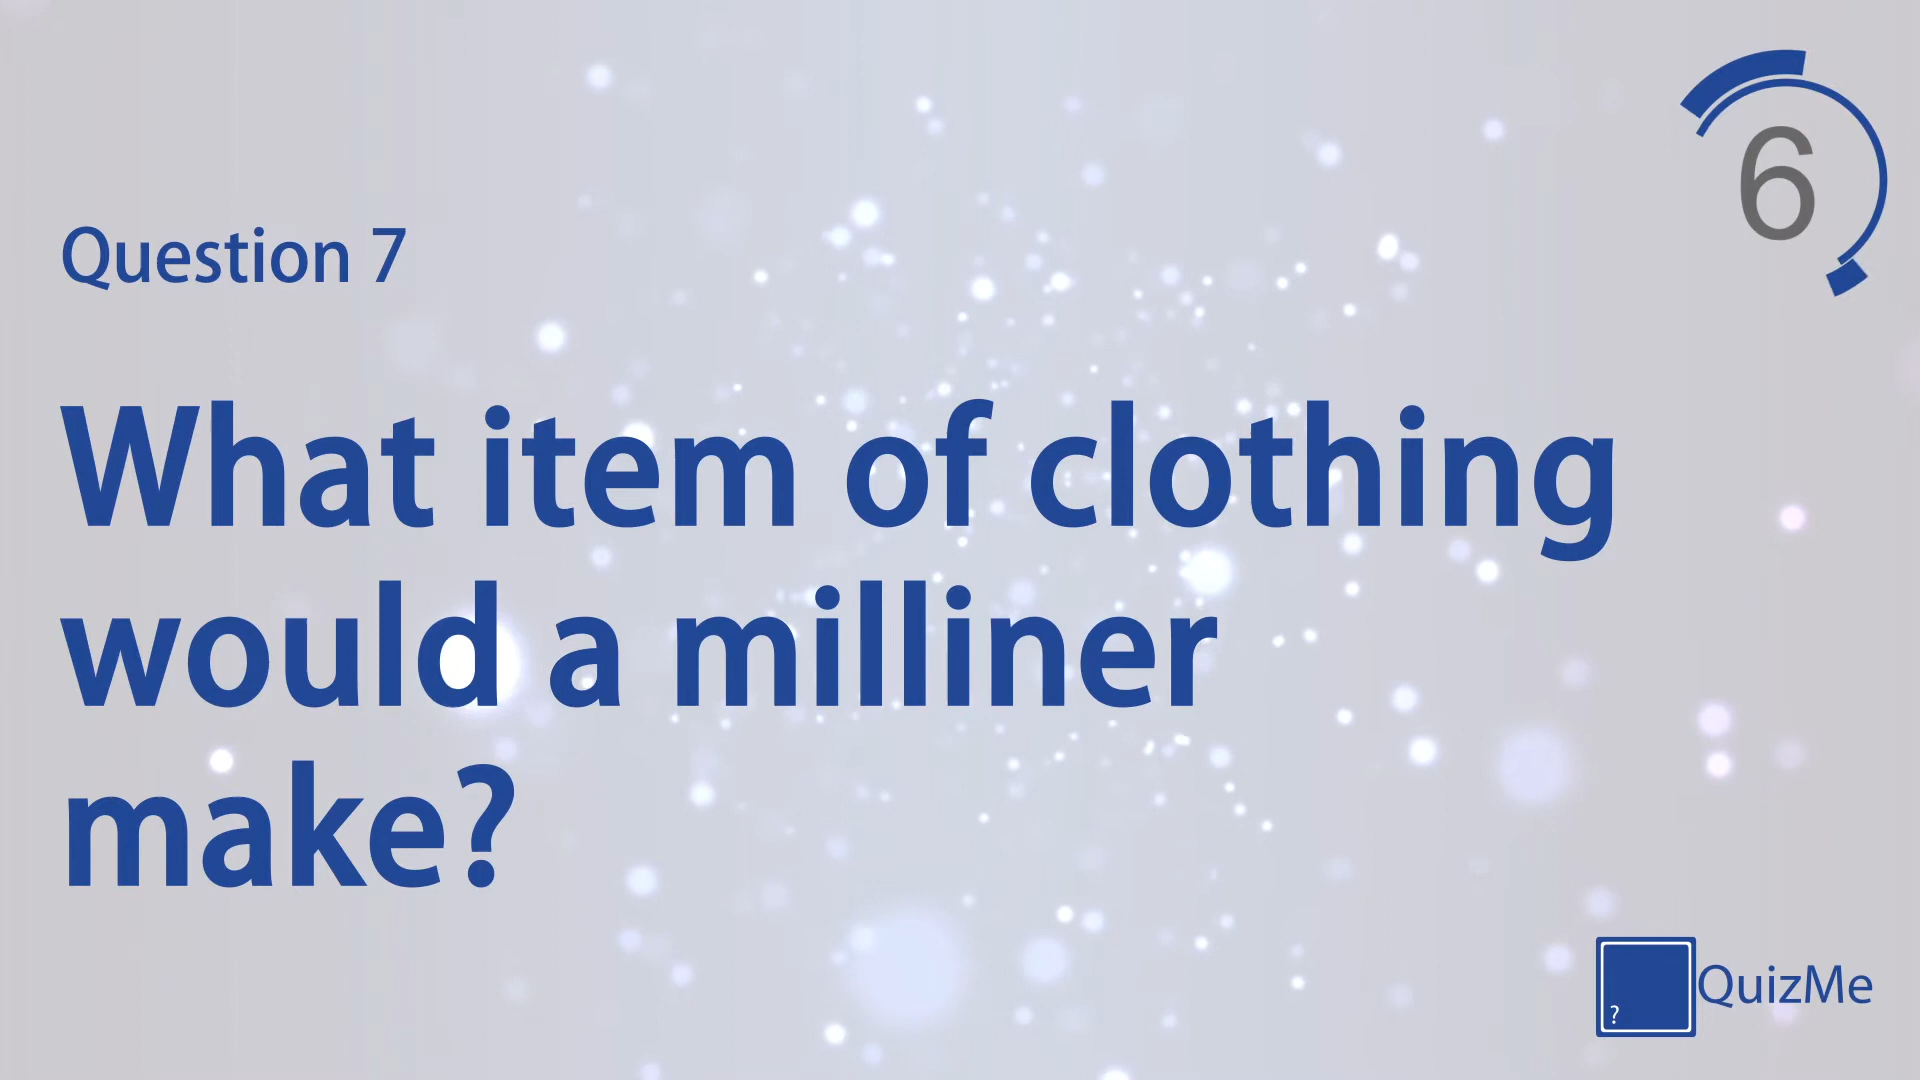 6
Question 7
What item of clothing
would a milliner
make?
?
QuizMe